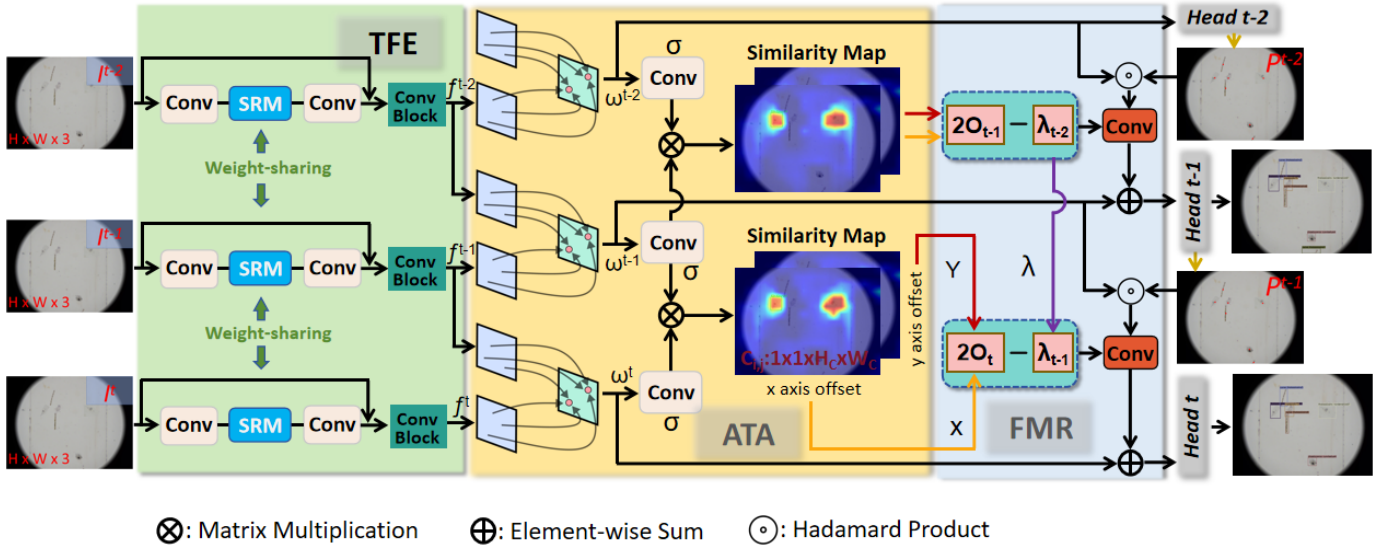 TFE
I^t-2
H x W x 3
Conv
SRM
Conv
Conv
Block
f^t-2
Weight-sharing
I^t-1
H x W x 3
Conv
SRM
Conv
Conv
Block
f^t-1
Weight-sharing
I^t
H x W x 3
Conv
SRM
Conv
Conv
Block
f^t
σ
Conv
ω^t-2
Similarity Map
Conv
ω^t-1
σ
Similarity Map
C_i,j:1x1xH_CxW_C
x axis offset
y axis offset
ω^t
Conv
σ
ATA
2O_t-1 − λ_t-2
Conv
Y
λ
2O_t − λ_t-1
Conv
X
FMR
Head t-2
P^t-2
Head t-1
P^t-1
Head t
⊗: Matrix Multiplication
⊕: Element-wise Sum
⊙: Hadamard Product